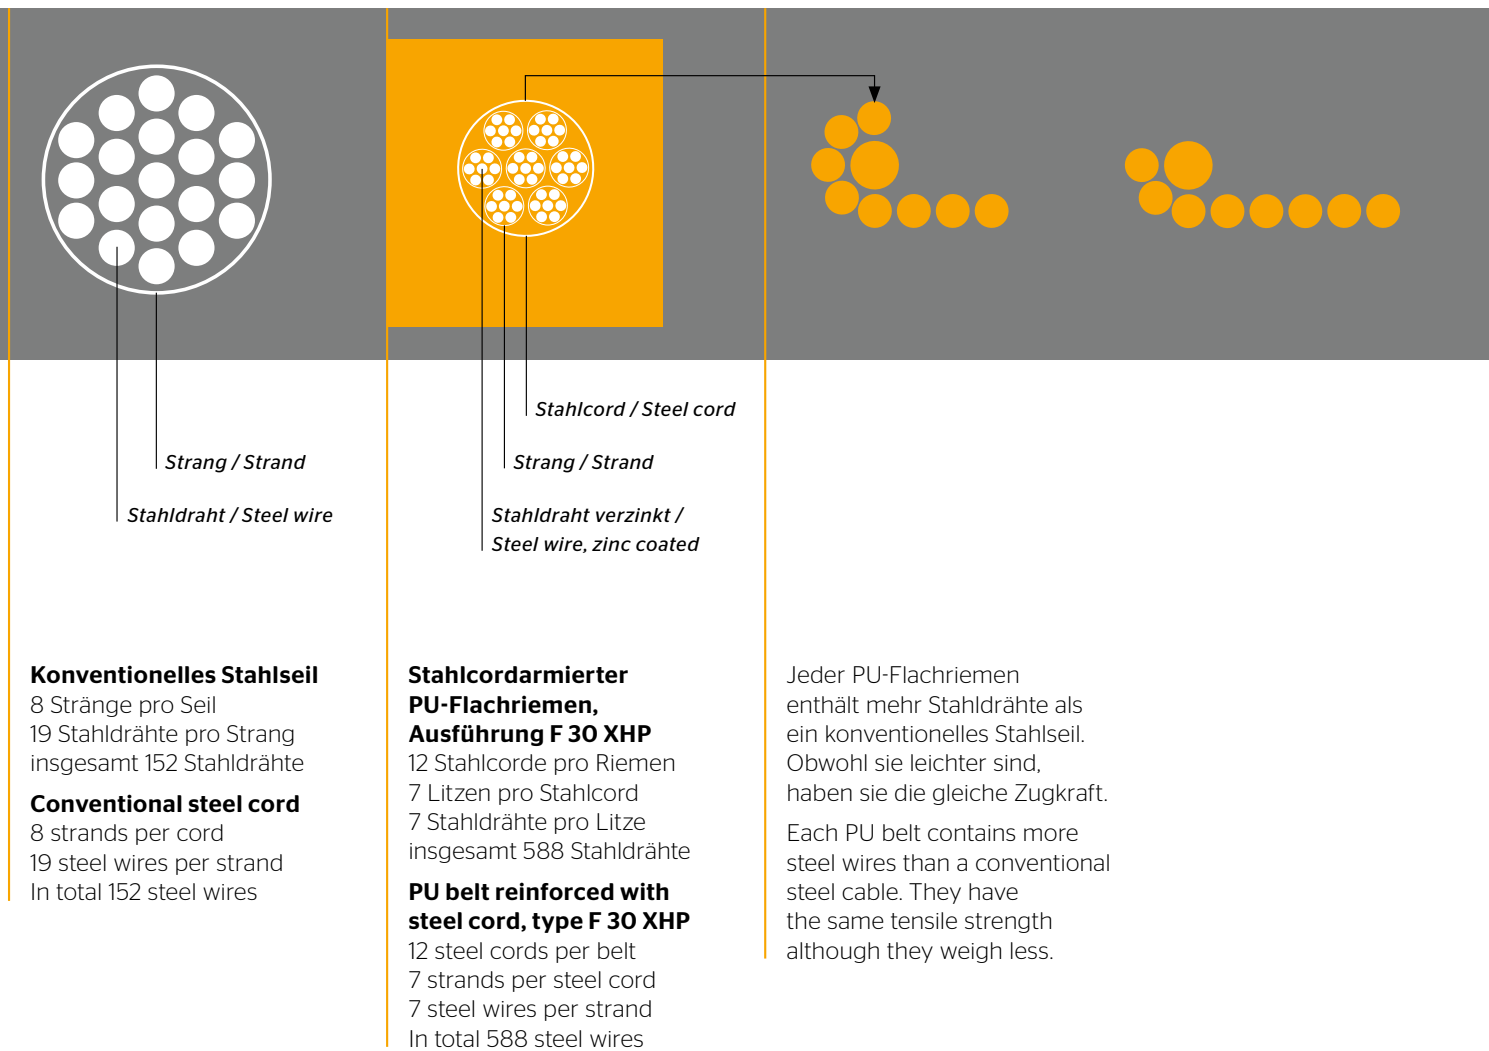 Stahlcord / Steel cord
Strang / Strand
Strang / Strand
Stahldraht / Steel wire
Stahldraht verzinkt /
Steel wire, zinc coated
Konventionelles Stahlseil
8 Stränge pro Seil
19 Stahldrähte pro Strang
insgesamt 152 Stahldrähte
Conventional steel cord
8 strands per cord
19 steel wires per strand
In total 152 steel wires
Stahlcordarmierter
PU-Flachriemen,
Ausführung F 30 XHP
12 Stahlcorde pro Riemen
7 Litzen pro Stahlcord
7 Stahldrähte pro Litze
insgesamt 588 Stahldrähte
PU belt reinforced with
steel cord, type F 30 XHP
12 steel cords per belt
7 strands per steel cord
7 steel wires per strand
In total 588 steel wires
Jeder PU-Flachriemen
enthält mehr Stahldrähte als
ein konventionelles Stahlseil.
Obwohl sie leichter sind,
haben sie die gleiche Zugkraft.
Each PU belt contains more
steel wires than a conventional
steel cable. They have
the same tensile strength
although they weigh less.